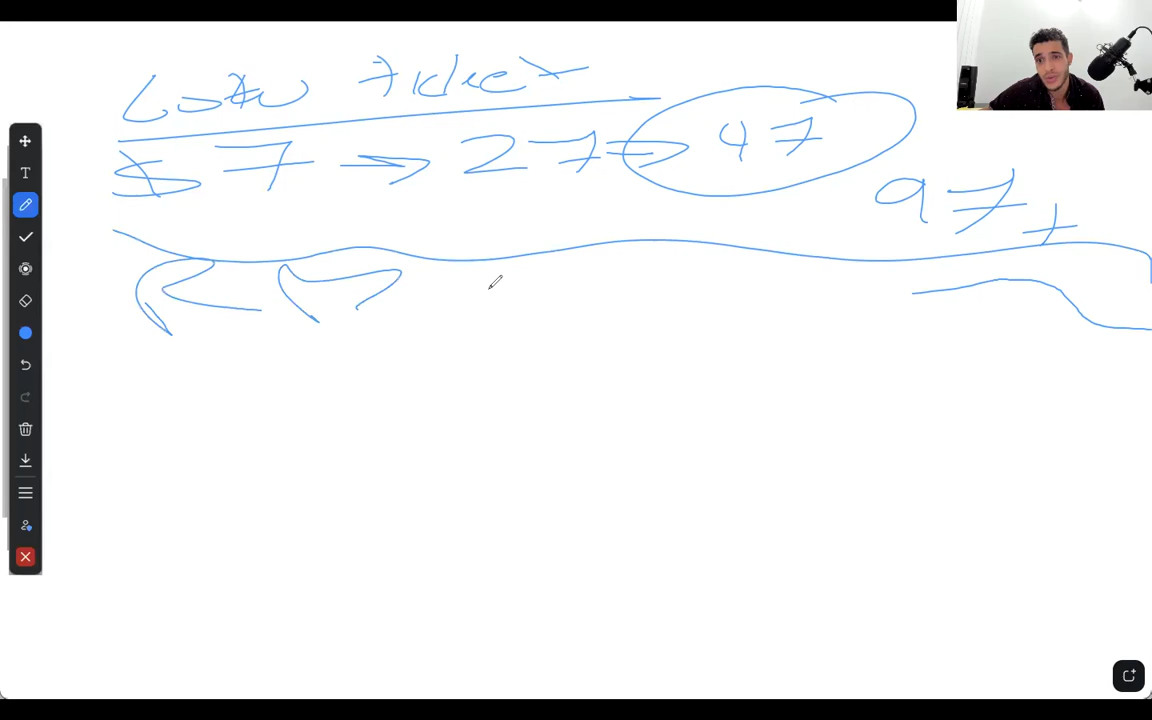 Low ticket
$7 → 27 → 47
97+
T